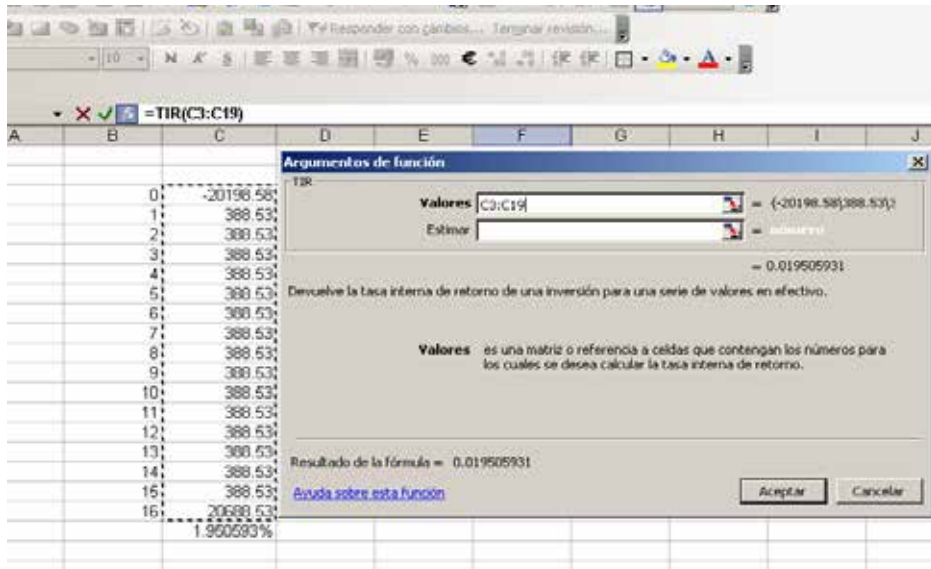 Responder con cambios... Terminar revisión...
10 N K S % 000 €
=TIR(C3:C19)
A B C D E F G H I J
Argumentos de función
TIR
Valores C3:C19 = {-20198.58\388.53\3
Estimar = número
= 0.019505931
Devuelve la tasa interna de retorno de una inversión para una serie de valores en efectivo.
Valores es una matriz o referencia a celdas que contengan los números para
los cuales se desea calcular la tasa interna de retorno.
Resultado de la fórmula = 0.019505931
Ayuda sobre esta función
Aceptar Cancelar
0 -20198.58
1 388.53
2 388.53
3 388.53
4 388.53
5 388.53
6 388.53
7 388.53
8 388.53
9 388.53
10 388.53
11 388.53
12 388.53
13 388.53
14 388.53
15 388.53
16 20688.53
1.950593%